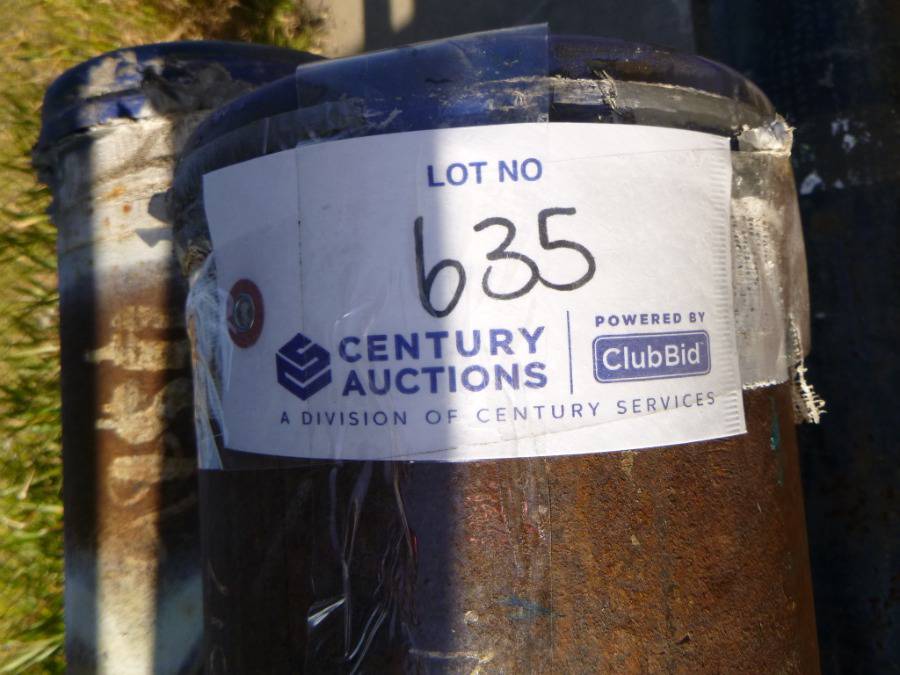 LOT NO
635
CENTURY AUCTIONS
POWERED BY
ClubBid
A DIVISION OF CENTURY SERVICES